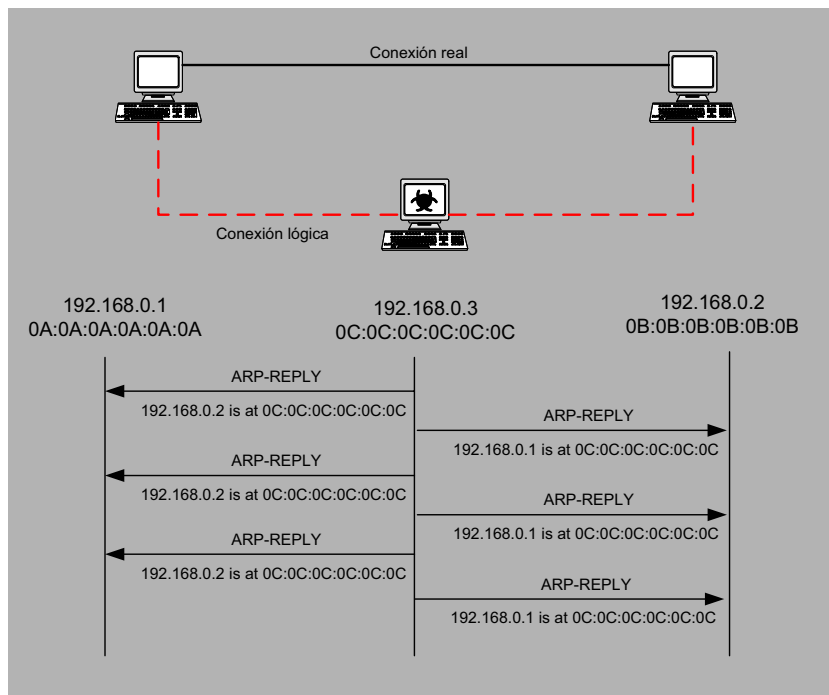 Conexión real
Conexión lógica
192.168.0.1
0A:0A:0A:0A:0A:0A
192.168.0.3
0C:0C:0C:0C:0C:0C
192.168.0.2
0B:0B:0B:0B:0B:0B
ARP-REPLY
192.168.0.2 is at 0C:0C:0C:0C:0C:0C
ARP-REPLY
192.168.0.1 is at 0C:0C:0C:0C:0C:0C
ARP-REPLY
192.168.0.2 is at 0C:0C:0C:0C:0C:0C
ARP-REPLY
192.168.0.1 is at 0C:0C:0C:0C:0C:0C
ARP-REPLY
192.168.0.2 is at 0C:0C:0C:0C:0C:0C
ARP-REPLY
192.168.0.1 is at 0C:0C:0C:0C:0C:0C